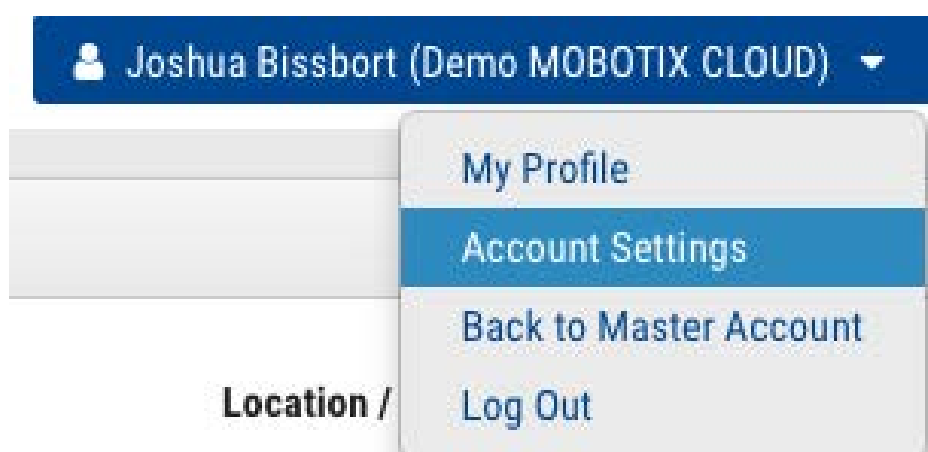 Joshua Bissbort (Demo MOBOTIX CLOUD)
My Profile
Account Settings
Back to Master Account
Location /
Log Out